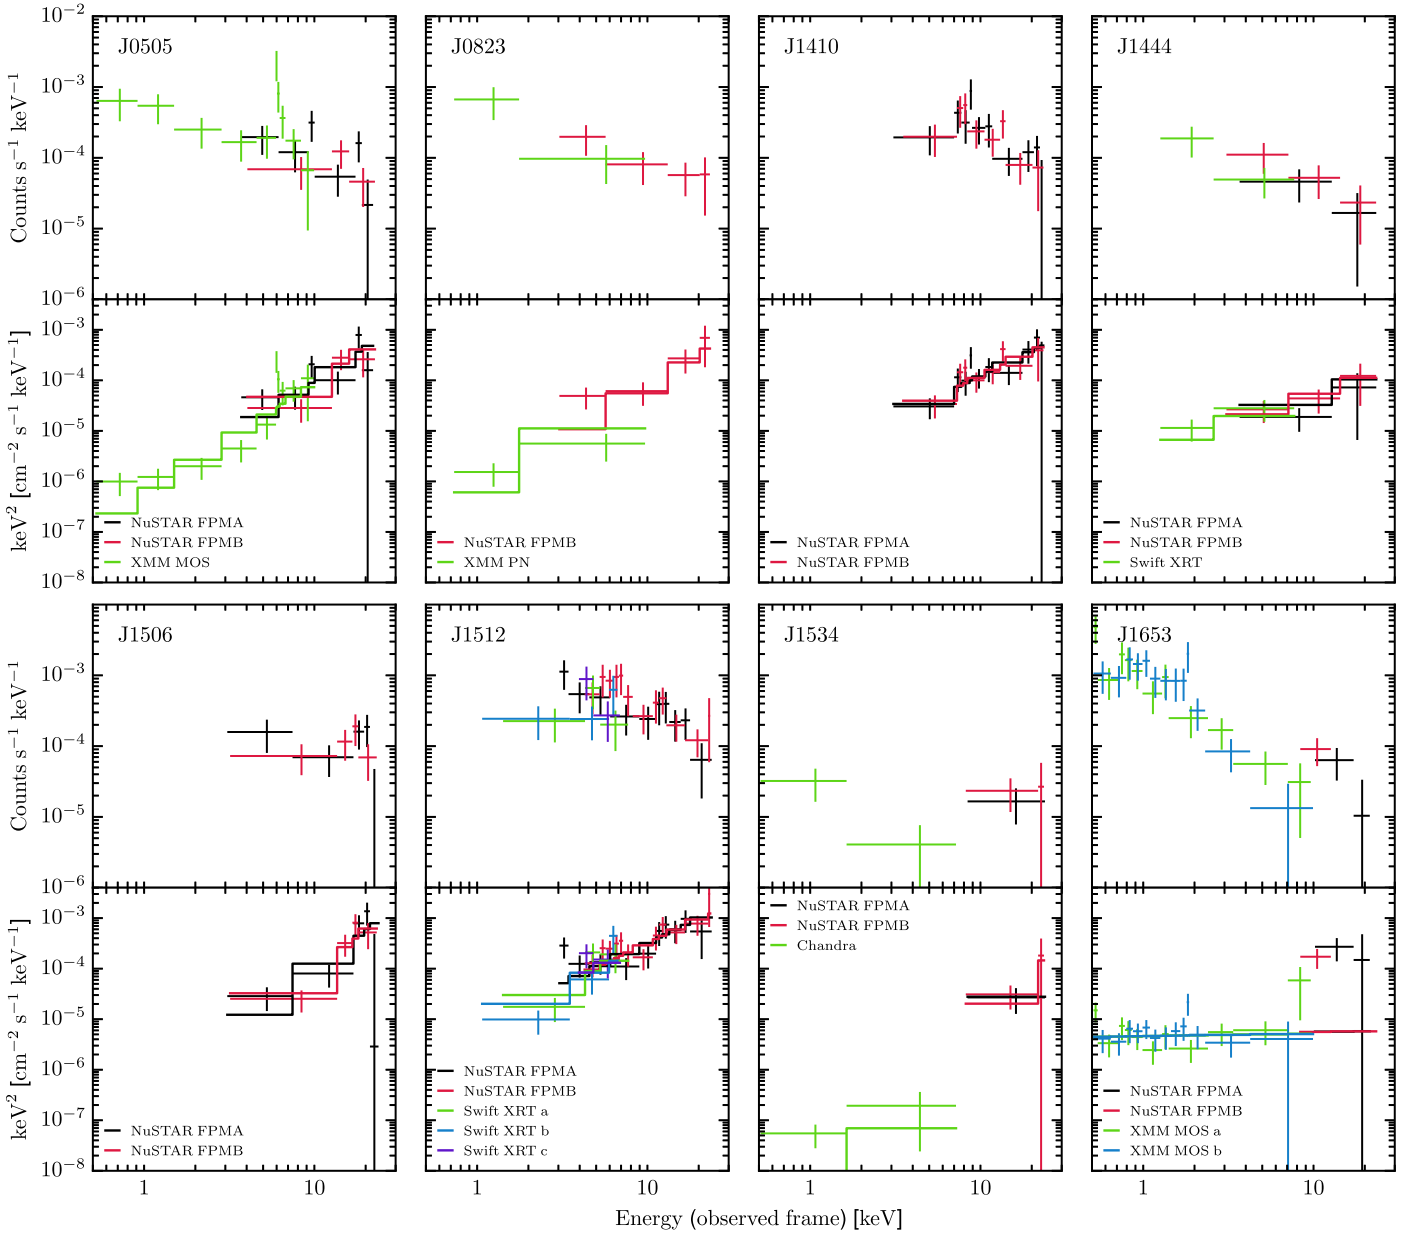 J0505
J0823
J1410
J1444
10⁻²
10⁻³
10⁻⁴
10⁻⁵
10⁻⁶
Counts s⁻¹ keV⁻¹
10⁻³
10⁻⁴
10⁻⁵
10⁻⁶
10⁻⁷
10⁻⁸
keV² [cm⁻² s⁻¹ keV⁻¹]
NuSTAR FPMA
NuSTAR FPMB
XMM MOS
NuSTAR FPMB
XMM PN
NuSTAR FPMA
NuSTAR FPMB
NuSTAR FPMA
NuSTAR FPMB
Swift XRT
J1506
J1512
J1534
J1653
10⁻³
10⁻⁴
10⁻⁵
10⁻⁶
Counts s⁻¹ keV⁻¹
10⁻³
10⁻⁴
10⁻⁵
10⁻⁶
10⁻⁷
10⁻⁸
keV² [cm⁻² s⁻¹ keV⁻¹]
NuSTAR FPMA
NuSTAR FPMB
NuSTAR FPMA
NuSTAR FPMB
Swift XRT a
Swift XRT b
Swift XRT c
NuSTAR FPMA
NuSTAR FPMB
Chandra
NuSTAR FPMA
NuSTAR FPMB
XMM MOS a
XMM MOS b
1 10 1 10 1 10 1 10
Energy (observed frame) [keV]